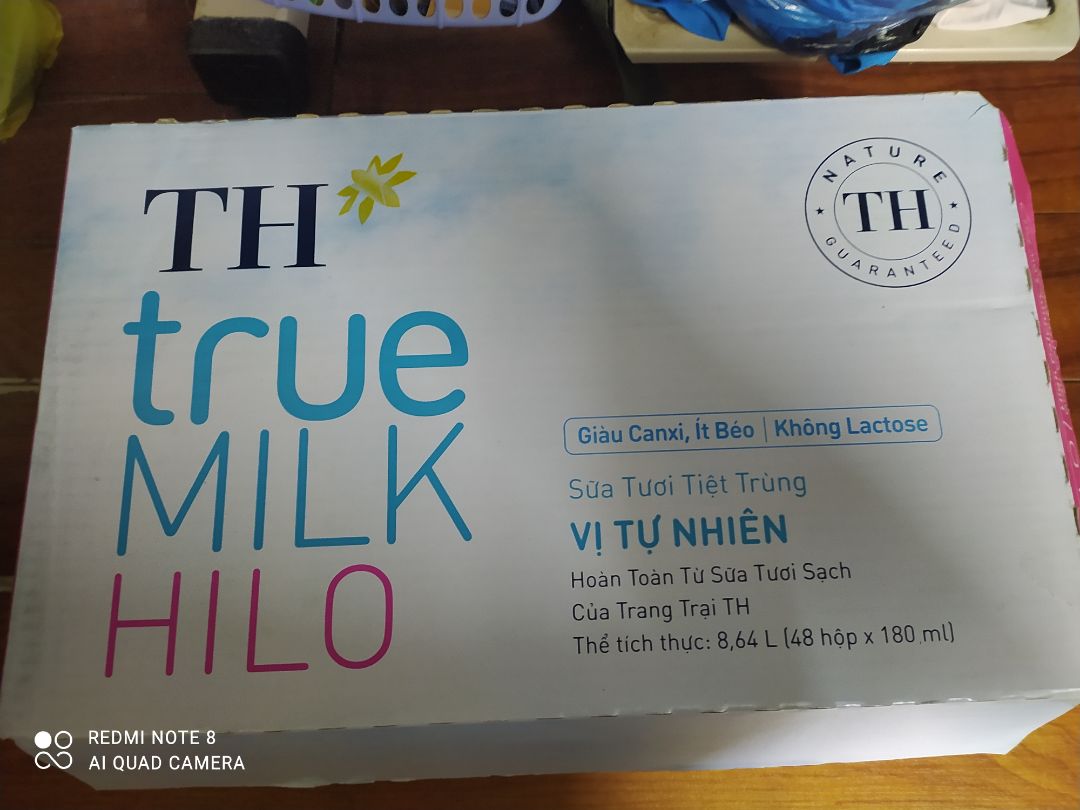 TH
true
MILK
HILO
NATURE
TH
GUARANTEED
Giàu Canxi, Ít Béo | Không Lactose
Sữa Tươi Tiệt Trùng
VỊ TỰ NHIÊN
Hoàn Toàn Từ Sữa Tươi Sạch
Của Trang Trại TH
Thể tích thực: 8,64 L (48 hộp x 180 ml)
REDMI NOTE 8
AI QUAD CAMERA